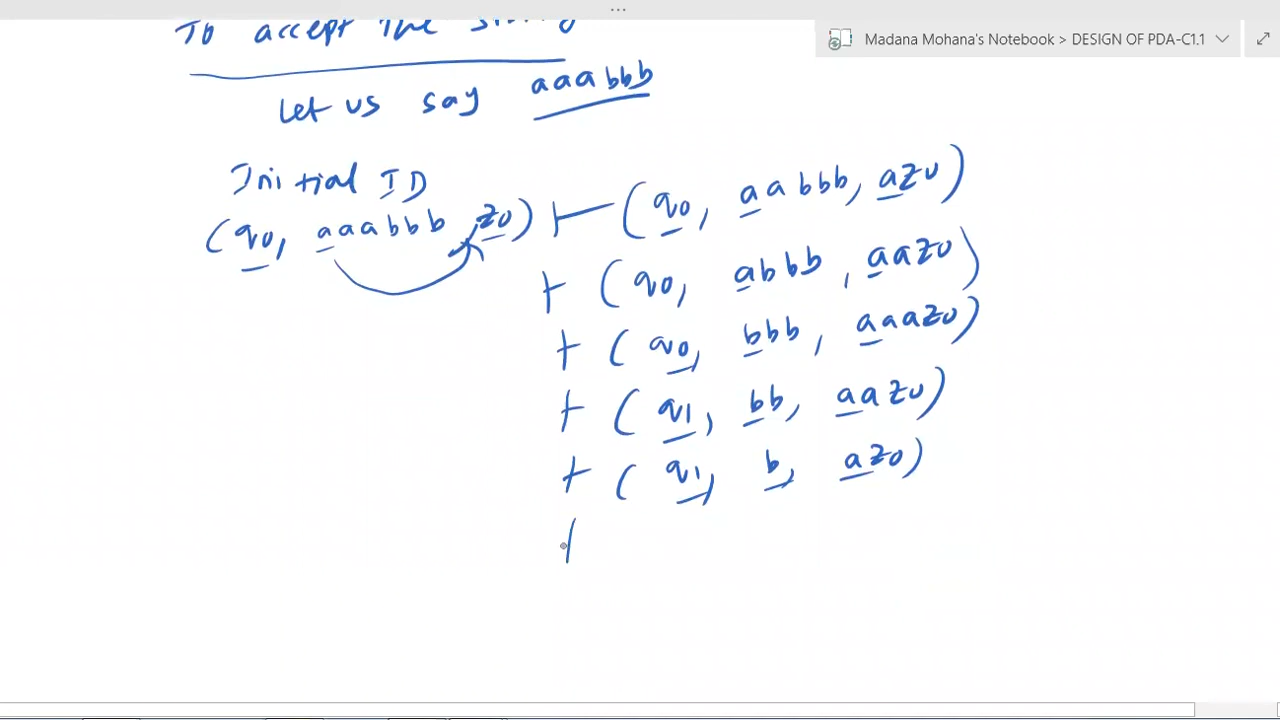 ...
To accept the string
Madana Mohana's Notebook > DESIGN OF PDA-C1.1
Let us say aaabbb
Initial ID
(q0, aaabbb, z0) ⊢ (q0, aabbb, az0)
⊢ (q0, abbb, aaz0)
⊢ (q0, bbb, aaaz0)
⊢ (q1, bb, aaz0)
⊢ (q1, b, az0)